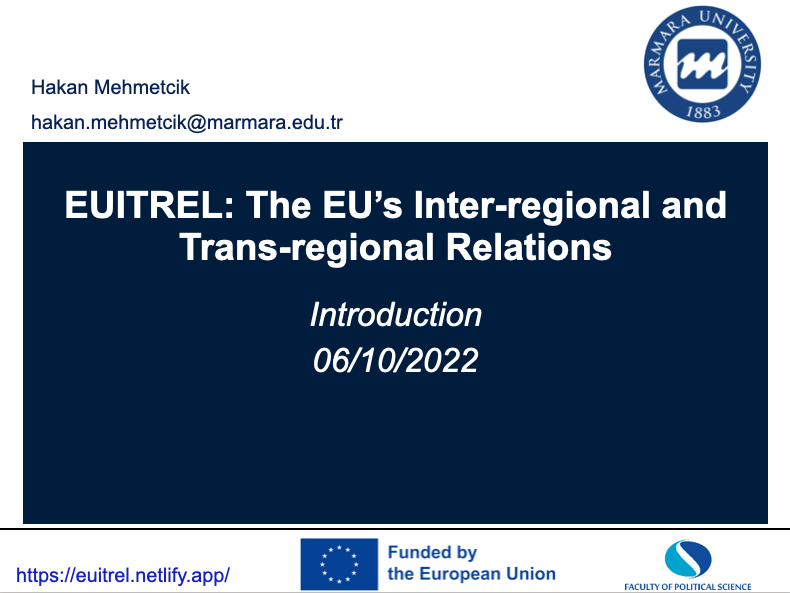 MARMARA UNIVERSITY
m
1883
Hakan Mehmetcik
hakan.mehmetcik@marmara.edu.tr
EUITREL: The EU’s Inter-regional and
Trans-regional Relations
Introduction
06/10/2022
https://euitrel.netlify.app/
Funded by
the European Union
FACULTY OF POLITICAL SCIENCE